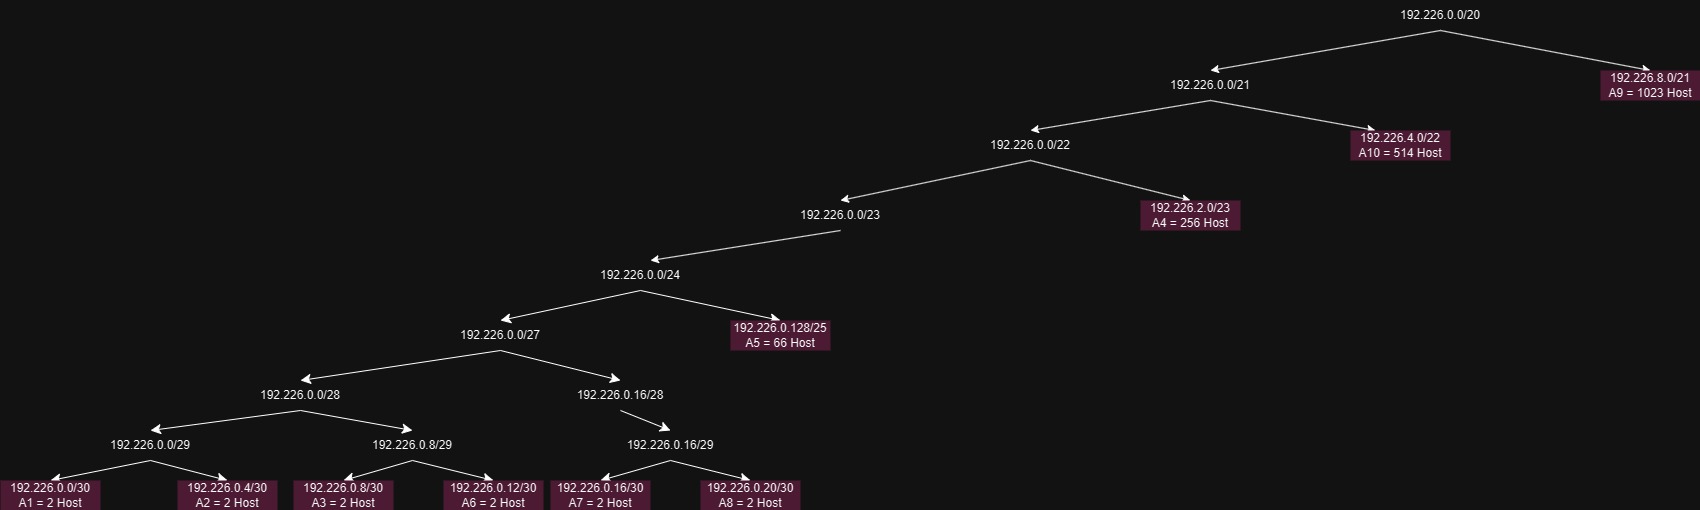 192.226.0.0/20
192.226.0.0/21
192.226.8.0/21
A9 = 1023 Host
192.226.0.0/22
192.226.4.0/22
A10 = 514 Host
192.226.0.0/23
192.226.2.0/23
A4 = 256 Host
192.226.0.0/24
192.226.0.0/27
192.226.0.128/25
A5 = 66 Host
192.226.0.0/28
192.226.0.16/28
192.226.0.0/29
192.226.0.8/29
192.226.0.16/29
192.226.0.0/30
A1 = 2 Host
192.226.0.4/30
A2 = 2 Host
192.226.0.8/30
A3 = 2 Host
192.226.0.12/30
A6 = 2 Host
192.226.0.16/30
A7 = 2 Host
192.226.0.20/30
A8 = 2 Host